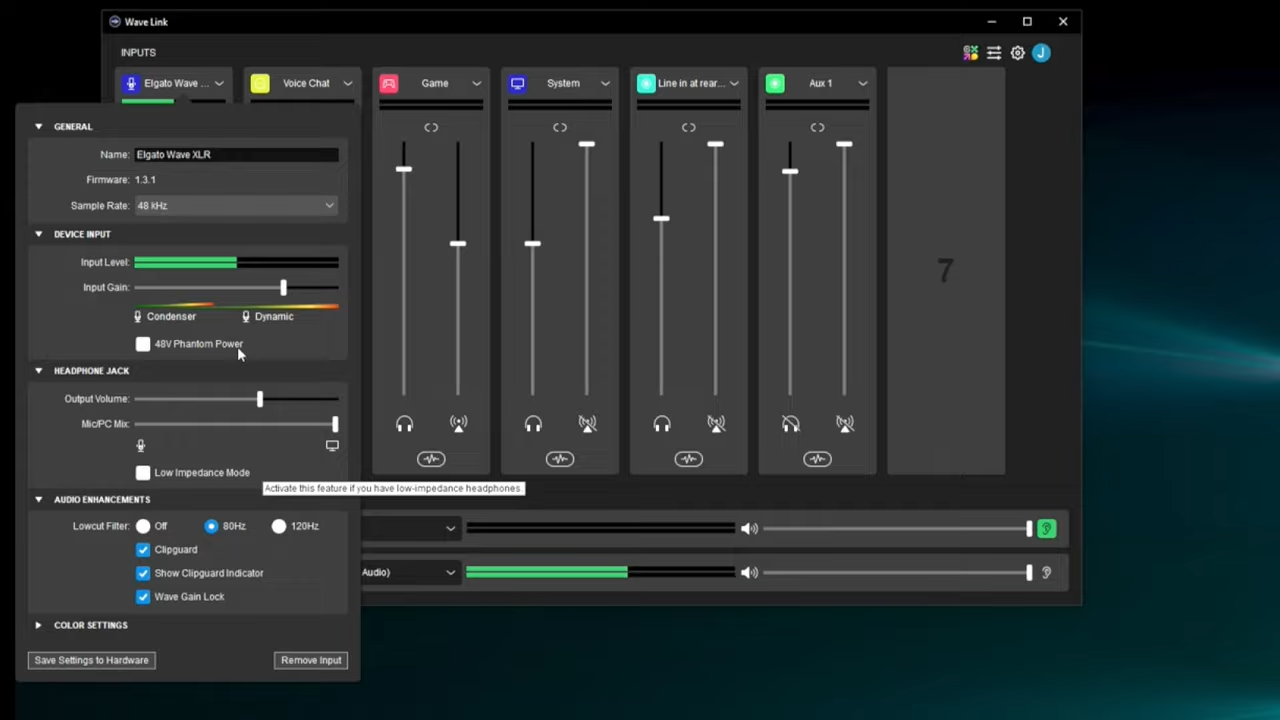 Wave Link
INPUTS
J
Elgato Wave ...
Voice Chat
Game
System
Line in at rear...
Aux 1
GENERAL
Name: Elgato Wave XLR
Firmware: 1.3.1
Sample Rate: 48 kHz
DEVICE INPUT
Input Level:
Input Gain:
Condenser Dynamic
48V Phantom Power
HEADPHONE JACK
Output Volume:
Mic/PC Mix:
Low Impedance Mode
Activate this feature if you have low-impedance headphones.
AUDIO ENHANCEMENTS
Lowcut Filter: Off 80Hz 120Hz
Clipguard
Show Clipguard Indicator
Wave Gain Lock
COLOR SETTINGS
Save Settings to Hardware Remove Input
7
Audio)